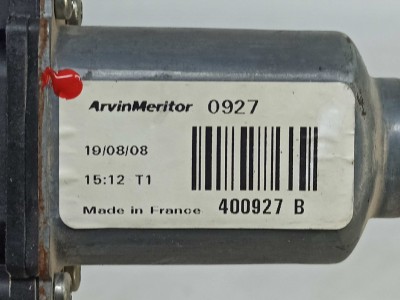 ArvinMeritor 0927
19/08/08
15:12 T1
Made in France 400927 B